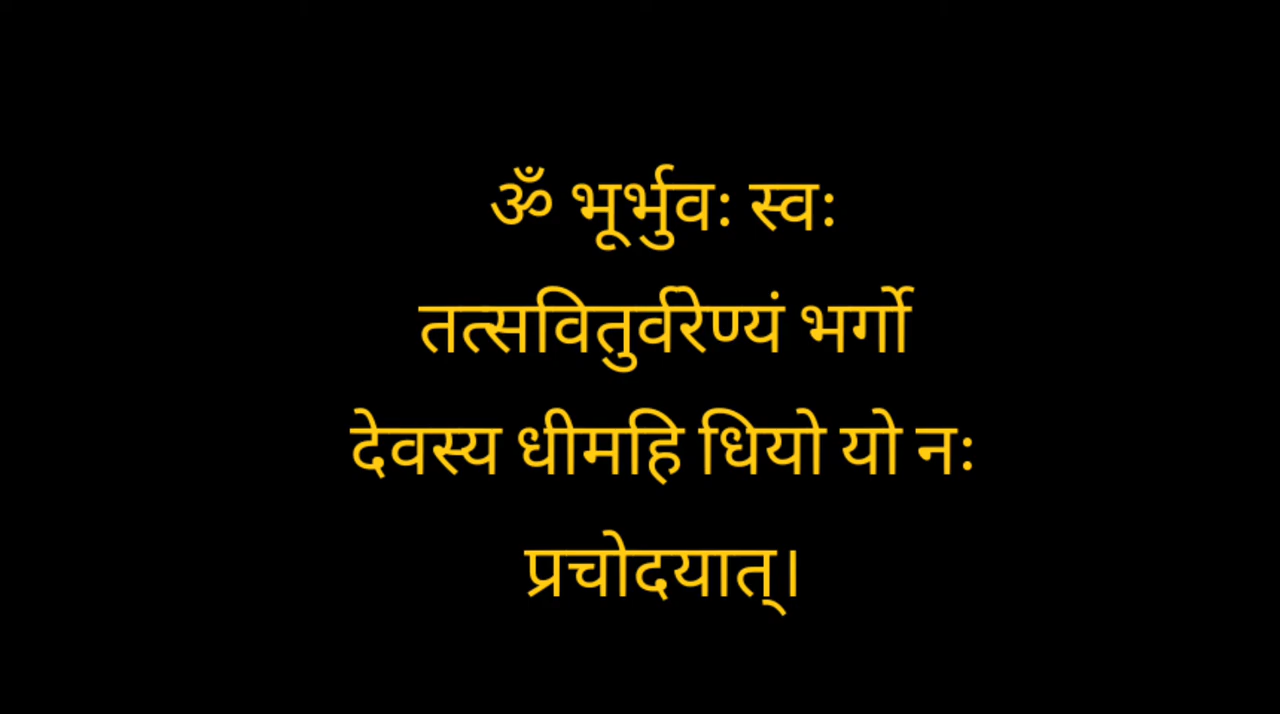 ॐ भूर्भुवः स्वः
तत्सवितुर्वरेण्यं भर्गो
देवस्य धीमहि धियो यो नः
प्रचोदयात्।